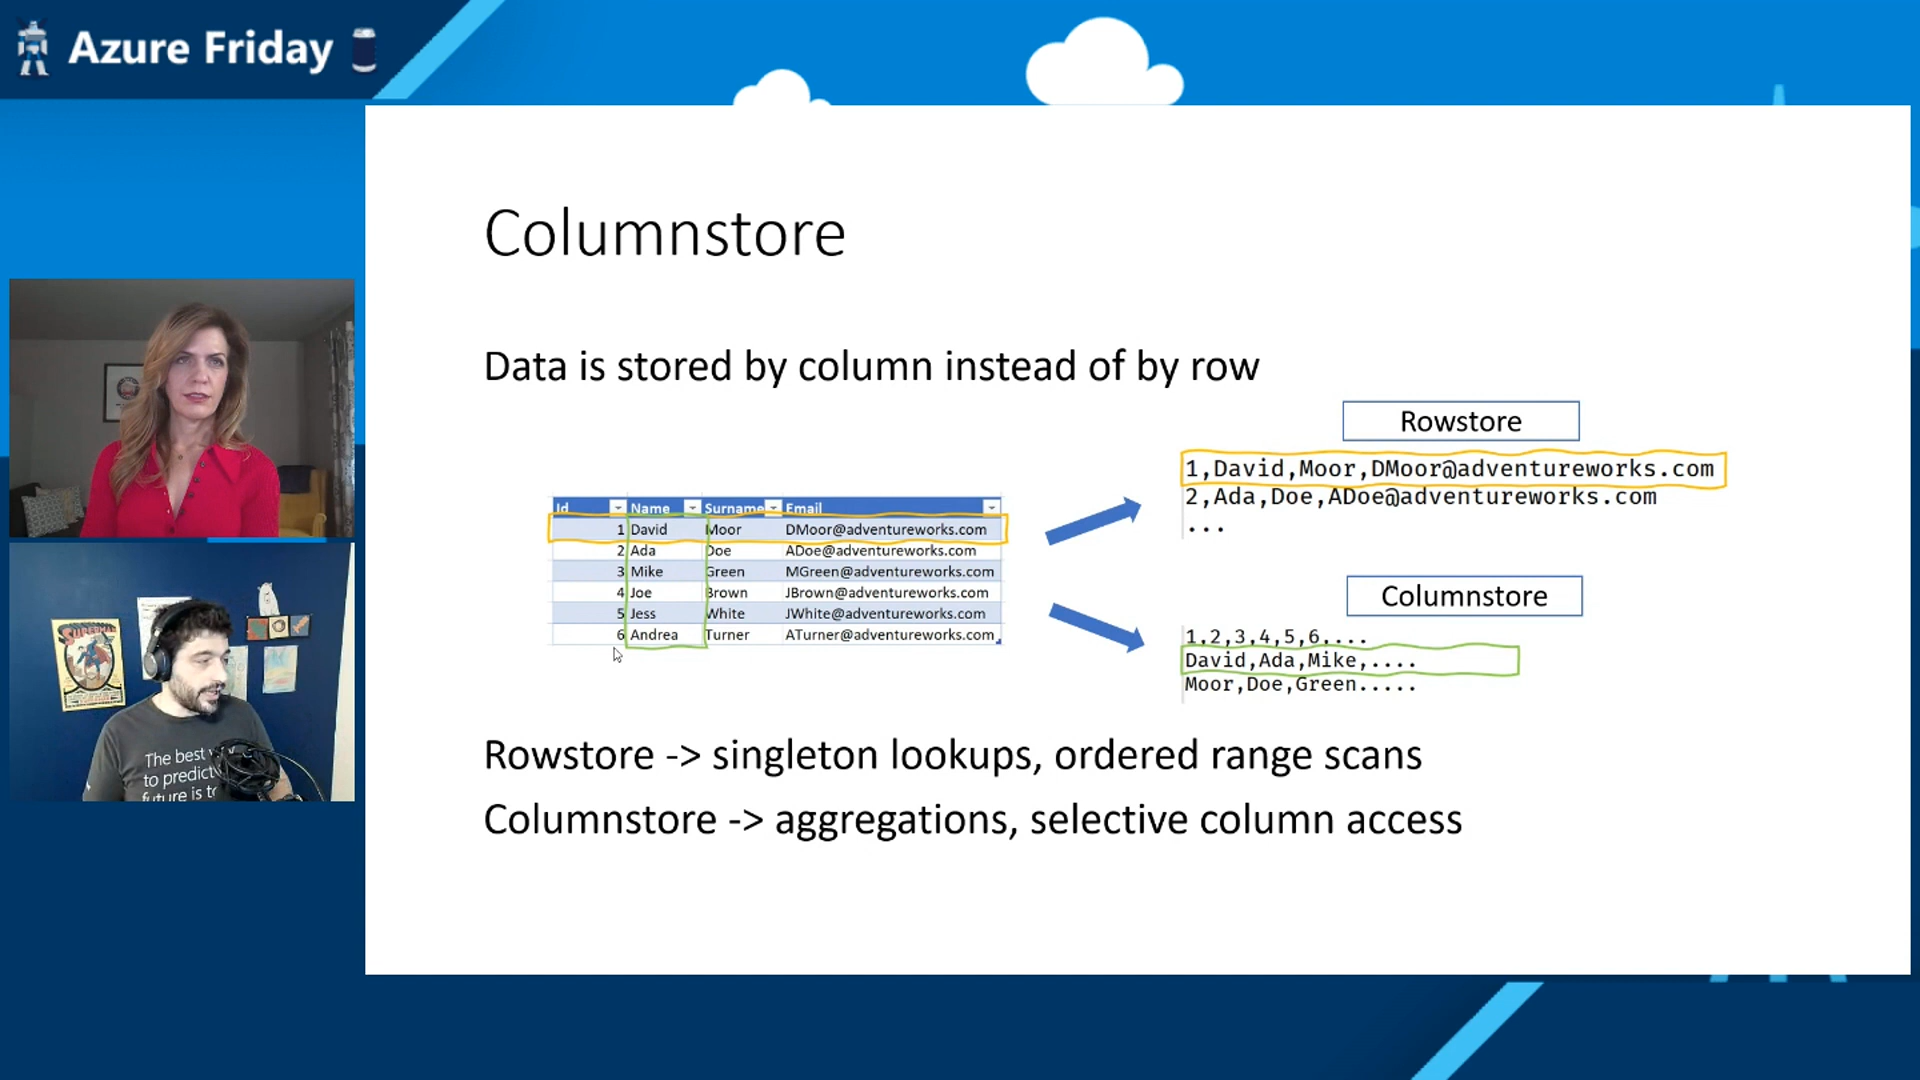 Azure Friday
Columnstore
Data is stored by column instead of by row
Rowstore
1,David,Moor,DMoor@adventureworks.com
2,Ada,Doe,ADoe@adventureworks.com
...
Id Name Surname Email
1 David Moor DMoor@adventureworks.com
2 Ada Doe ADoe@adventureworks.com
3 Mike Green MGreen@adventureworks.com
4 Joe Brown JBrown@adventureworks.com
5 Jess White JWhite@adventureworks.com
6 Andrea Turner ATurner@adventureworks.com
Columnstore
1,2,3,4,5,6,...
David,Ada,Mike,....
Moor,Doe,Green.....
Rowstore -> singleton lookups, ordered range scans
Columnstore -> aggregations, selective column access
SUPERMAN
The best
to predict
future is to